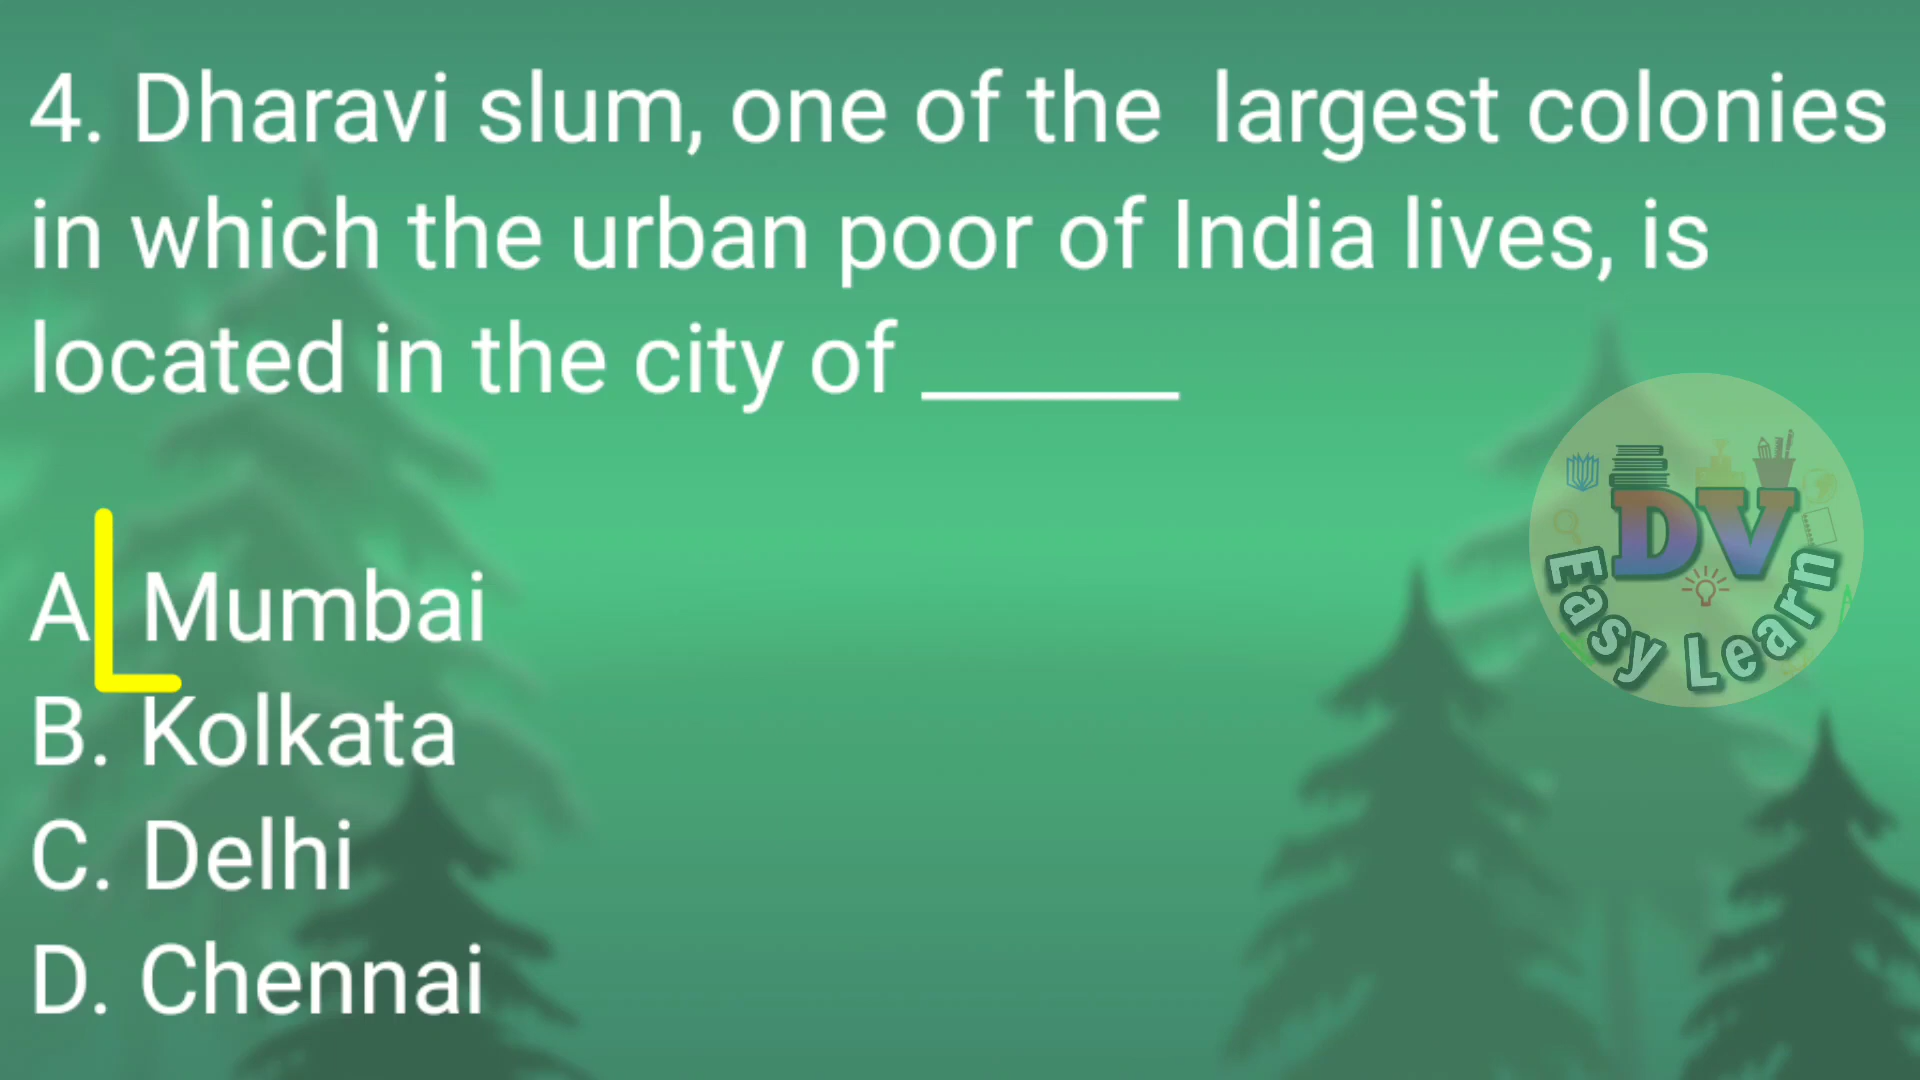 4. Dharavi slum, one of the largest colonies
in which the urban poor of India lives, is
located in the city of ______
A
Mumbai
B. Kolkata
C. Delhi
D. Chennai
DV
Easy Learn